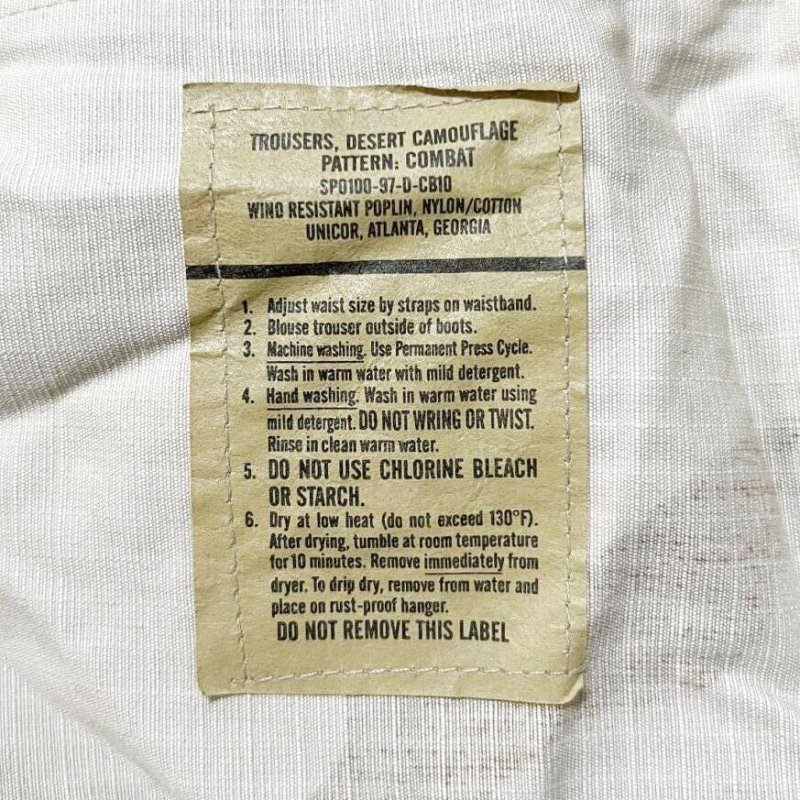 TROUSERS, DESERT CAMOUFLAGE
PATTERN: COMBAT
SP0100-97-D-CB10
WIND RESISTANT POPLIN, NYLON/COTTON
UNICOR, ATLANTA, GEORGIA
1. Adjust waist size by straps on waistband.
2. Blouse trouser outside of boots.
3. Machine washing. Use Permanent Press Cycle.
Wash in warm water with mild detergent.
4. Hand washing. Wash in warm water using
mild detergent. DO NOT WRING OR TWIST.
Rinse in clean warm water.
5. DO NOT USE CHLORINE BLEACH
OR STARCH.
6. Dry at low heat (do not exceed 130°F).
After drying, tumble at room temperature
for 10 minutes. Remove immediately from
dryer. To drip dry, remove from water and
place on rust-proof hanger.
DO NOT REMOVE THIS LABEL